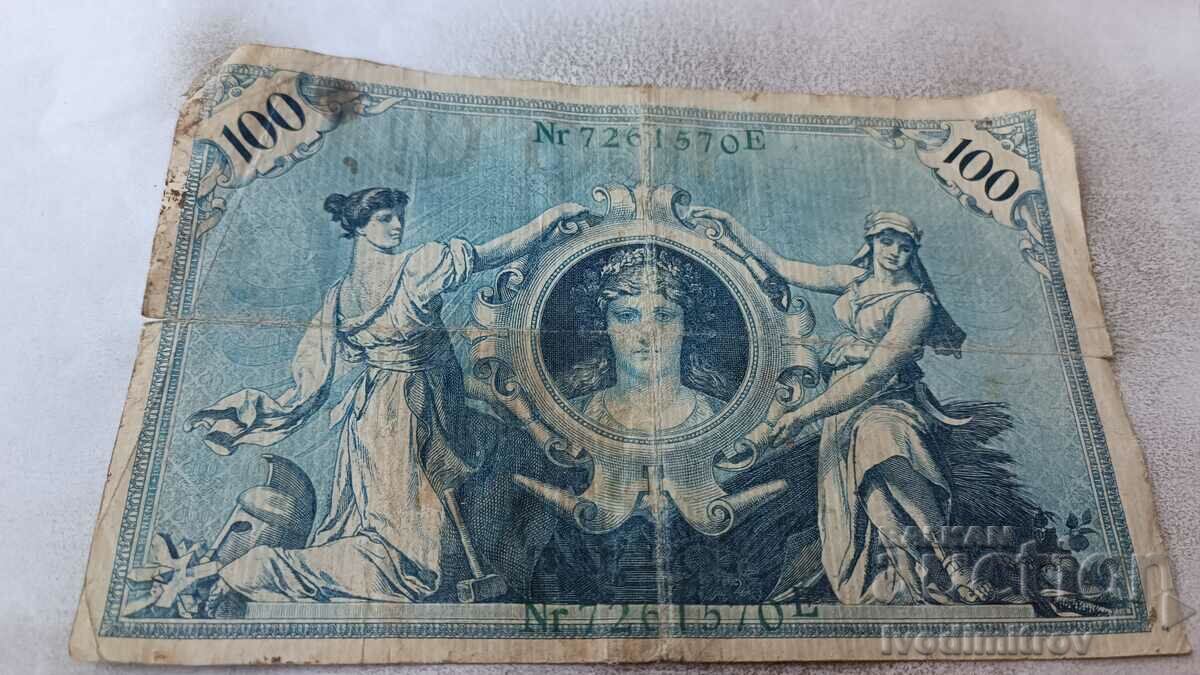 100
Nr 7261570E
100
Nr 7261570E
BALKAN
auction
Ivodimitrov